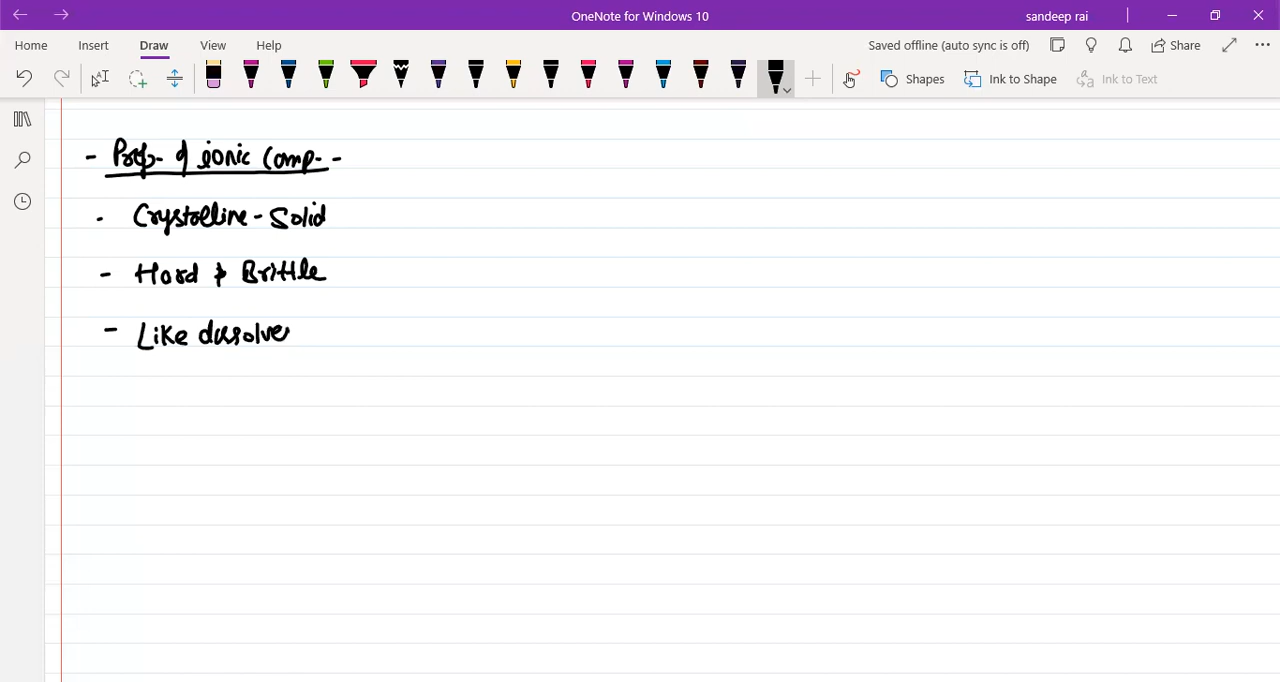 OneNote for Windows 10
sandeep rai
Home Insert Draw View Help
Saved offline (auto sync is off) Share
Shapes Ink to Shape Ink to Text
- Prop. of ionic Comp- -
- Crystalline - Solid
- Hard & Brittle
- Like dissolve